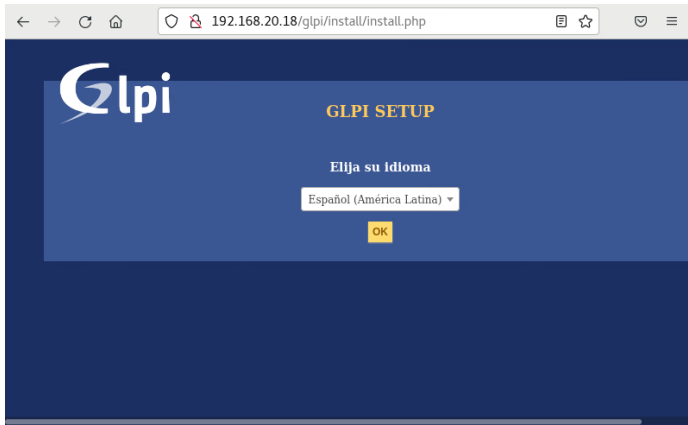 192.168.20.18/glpi/install/install.php
Glpi
GLPI SETUP
Elija su idioma
Español (América Latina)
OK